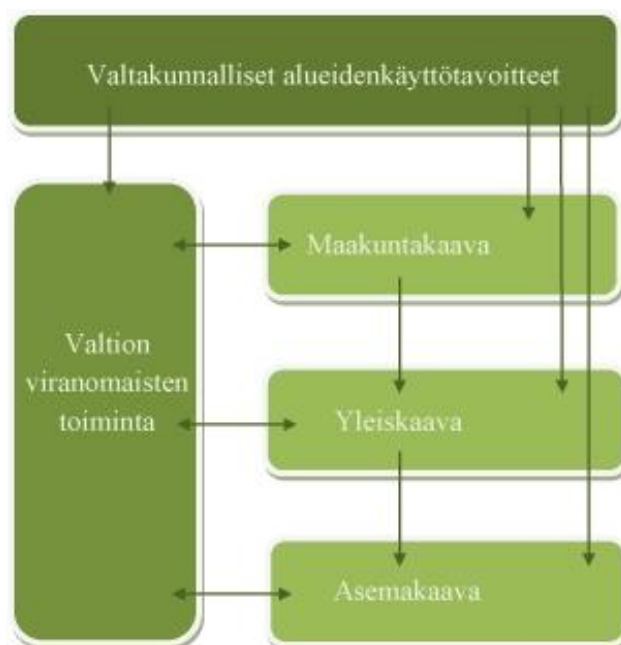 Valtakunnalliset alueidenkäyttötavoitteet
Maakuntakaava
Valtion
viranomaisten
toiminta
Yleiskaava
Asemakaava